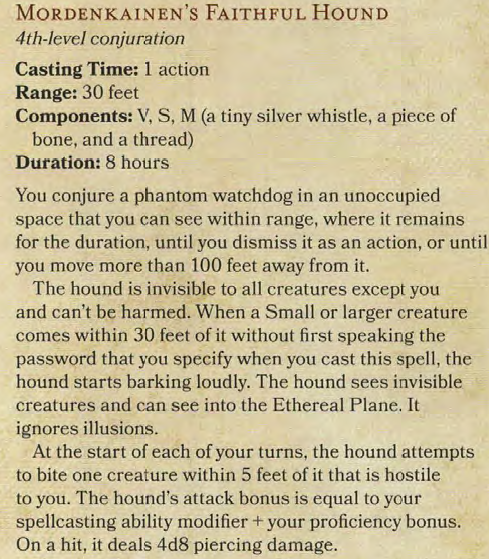 MORDENKAINEN'S FAITHFUL HOUND
4th-level conjuration
Casting Time: 1 action
Range: 30 feet
Components: V, S, M (a tiny silver whistle, a piece of
bone, and a thread)
Duration: 8 hours
You conjure a phantom watchdog in an unoccupied
space that you can see within range, where it remains
for the duration, until you dismiss it as an action, or until
you move more than 100 feet away from it.
The hound is invisible to all creatures except you
and can't be harmed. When a Small or larger creature
comes within 30 feet of it without first speaking the
password that you specify when you cast this spell, the
hound starts barking loudly. The hound sees invisible
creatures and can see into the Ethereal Plane. It
ignores illusions.
At the start of each of your turns, the hound attempts
to bite one creature within 5 feet of it that is hostile
to you. The hound's attack bonus is equal to your
spellcasting ability modifier + your proficiency bonus.
On a hit, it deals 4d8 piercing damage.